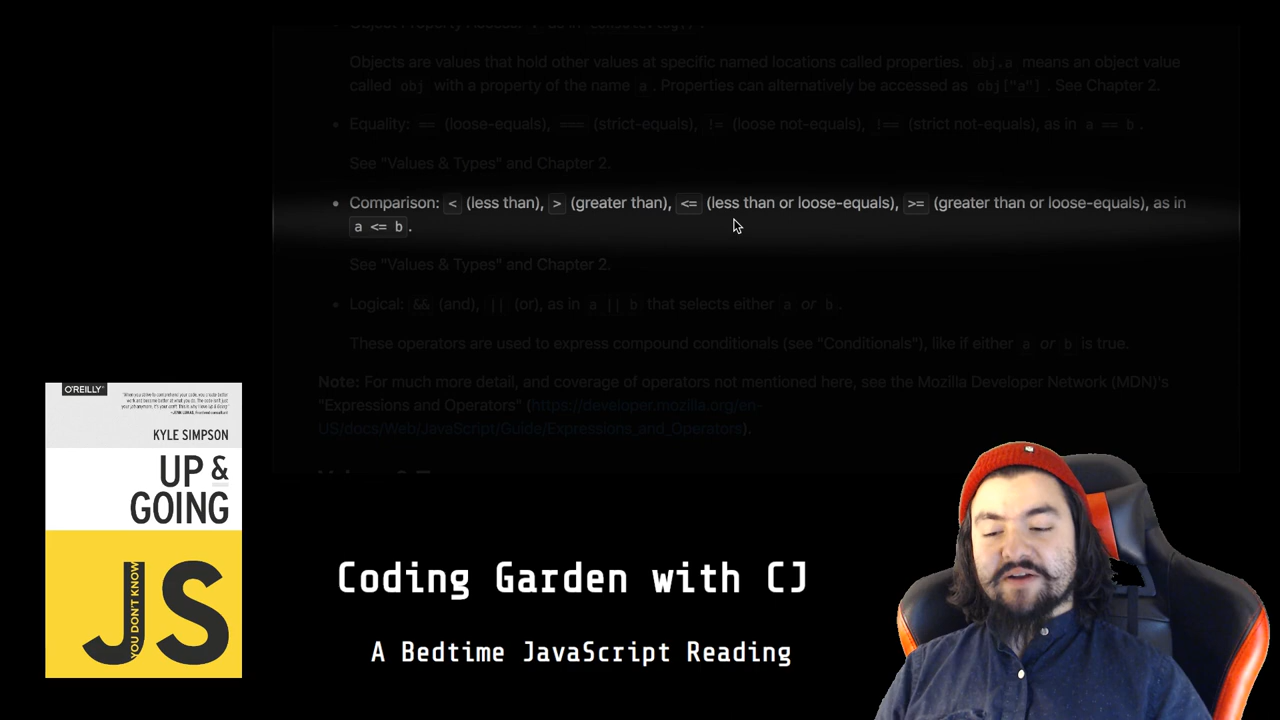 Objects are values that hold other values at specific named locations called properties. obj.a means an object value
called obj with a property of the name a . Properties can alternatively be accessed as obj["a"] . See Chapter 2.
• Equality: == (loose-equals), === (strict-equals), != (loose not-equals), !== (strict not-equals), as in a == b .
See "Values & Types" and Chapter 2.
• Comparison: < (less than), > (greater than), <= (less than or loose-equals), >= (greater than or loose-equals), as in
a <= b .
See "Values & Types" and Chapter 2.
• Logical: && (and), || (or), as in a || b that selects either a or b .
These operators are used to express compound conditionals (see "Conditionals"), like if either a or b is true.
Note: For much more detail, and coverage of operators not mentioned here, see the Mozilla Developer Network (MDN)'s
"Expressions and Operators" (https://developer.mozilla.org/en-
US/docs/Web/JavaScript/Guide/Expressions_and_Operators).
O'REILLY®
KYLE SIMPSON
UP &
GOING
YOU DON'T KNOW
JS
Coding Garden with CJ
A Bedtime JavaScript Reading